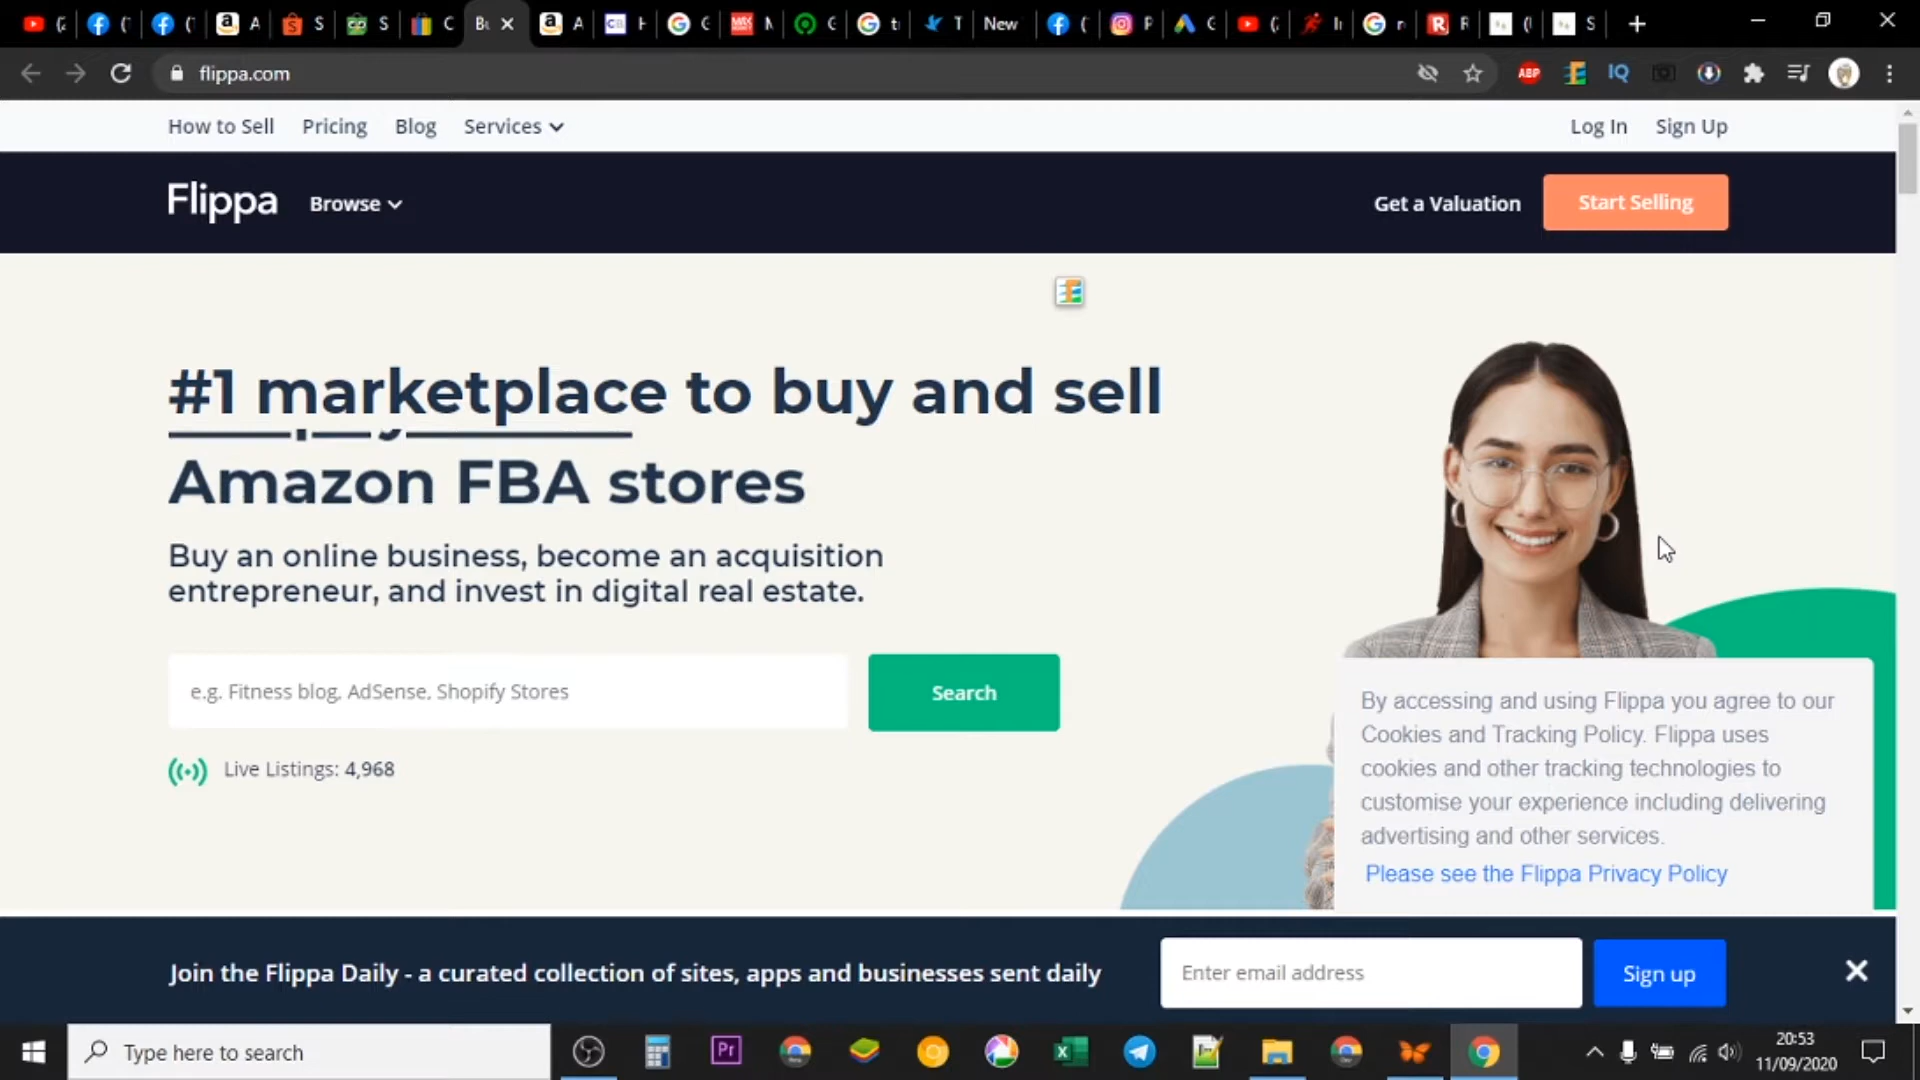 flippa.com
New
ABP
IQ
How to Sell
Pricing
Blog
Services
Log In
Sign Up
Flippa
Browse
Get a Valuation
Start Selling
#1 marketplace to buy and sell
Amazon FBA stores
Buy an online business, become an acquisition
entrepreneur, and invest in digital real estate.
e.g. Fitness blog, AdSense, Shopify Stores
Search
Live Listings: 4,968
By accessing and using Flippa you agree to our
Cookies and Tracking Policy. Flippa uses
cookies and other tracking technologies to
customise your experience including delivering
advertising and other services.
Please see the Flippa Privacy Policy
Join the Flippa Daily - a curated collection of sites, apps and businesses sent daily
Enter email address
Sign up
Type here to search
Pr
20:53
11/09/2020